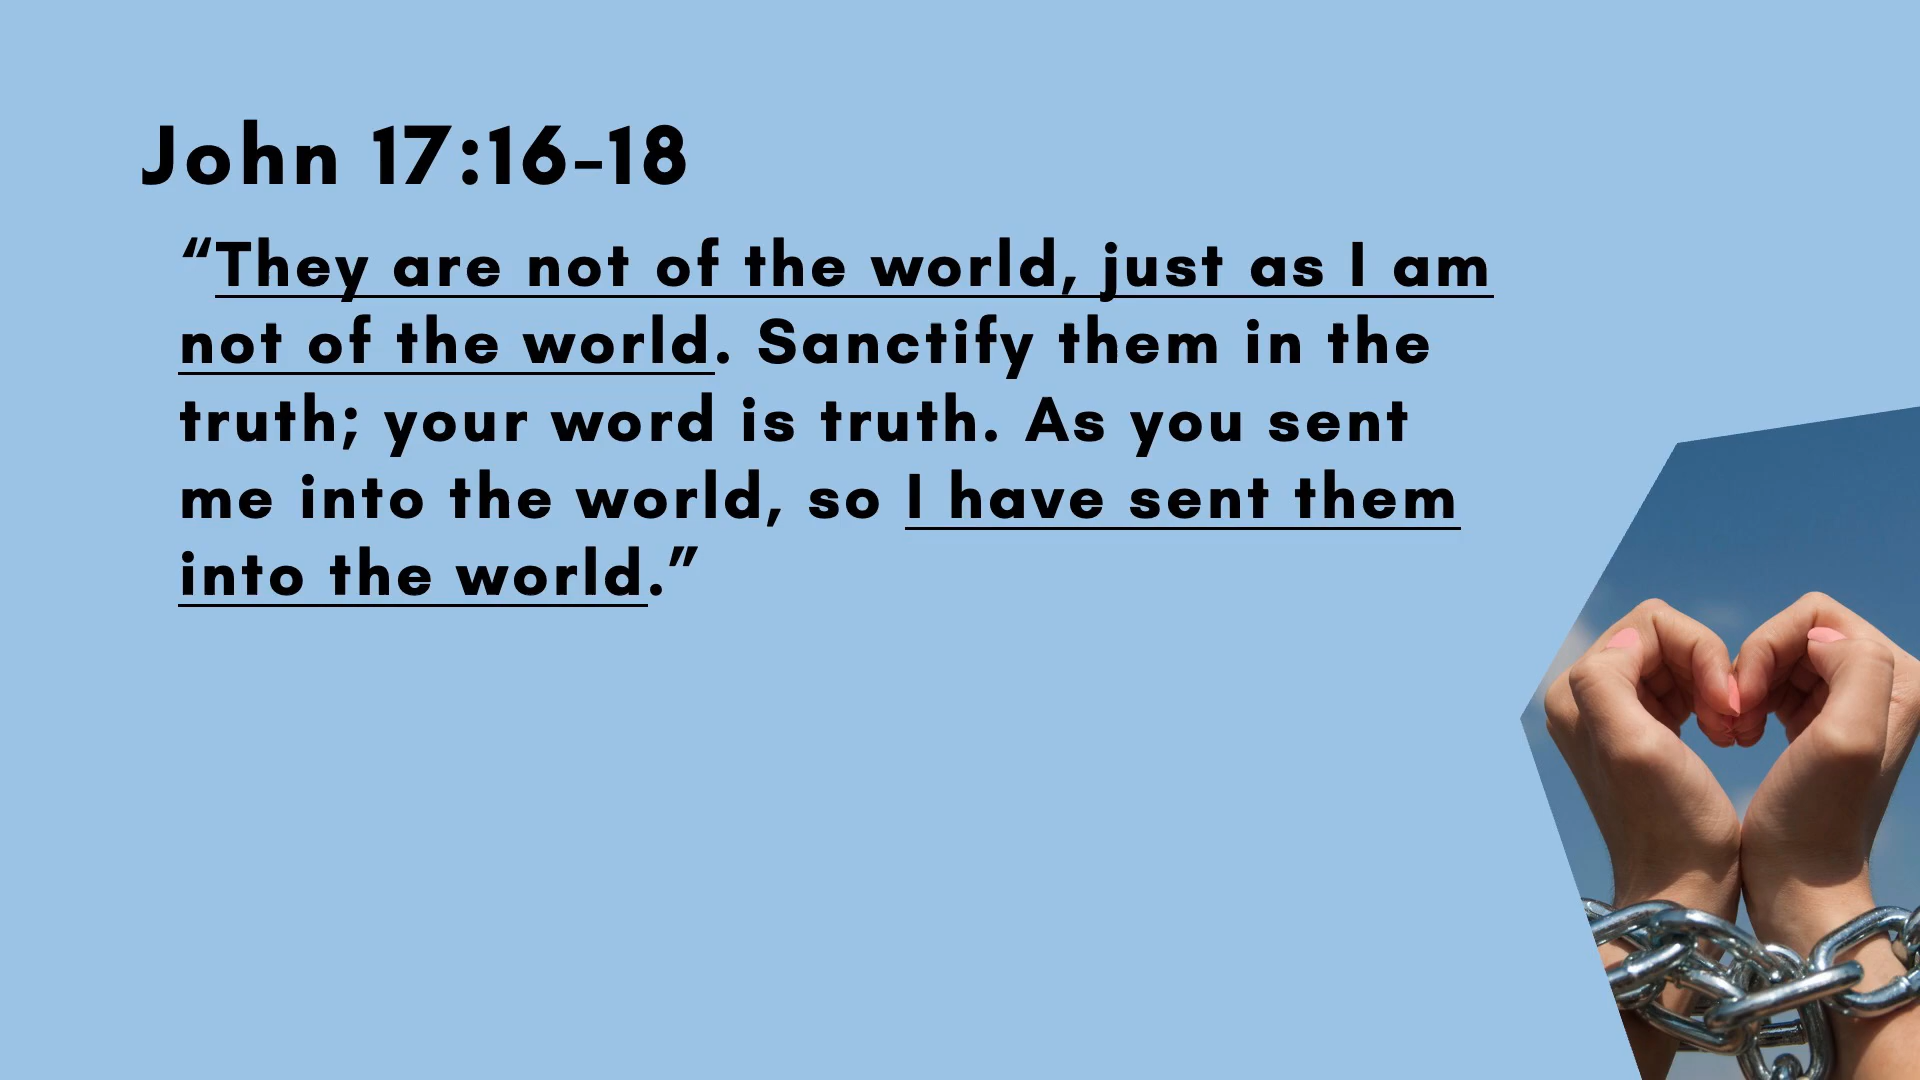 John 17:16-18
“They are not of the world, just as I am
not of the world. Sanctify them in the
truth; your word is truth. As you sent
me into the world, so I have sent them
into the world.”